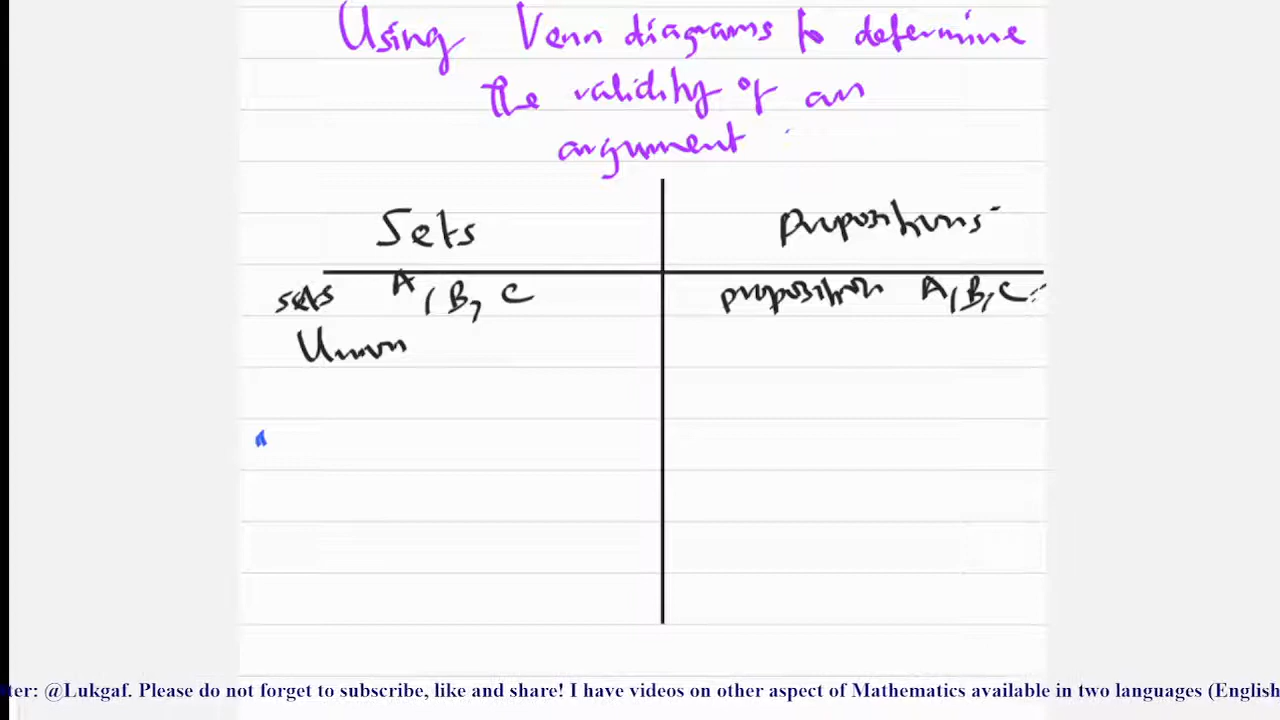 Using Venn diagrams to determine
the validity of an
argument
Sets
Propositions
sets A, B, C
proposition A, B, C
Union
ter: @Lukgaf. Please do not forget to subscribe, like and share! I have videos on other aspect of Mathematics available in two languages (English